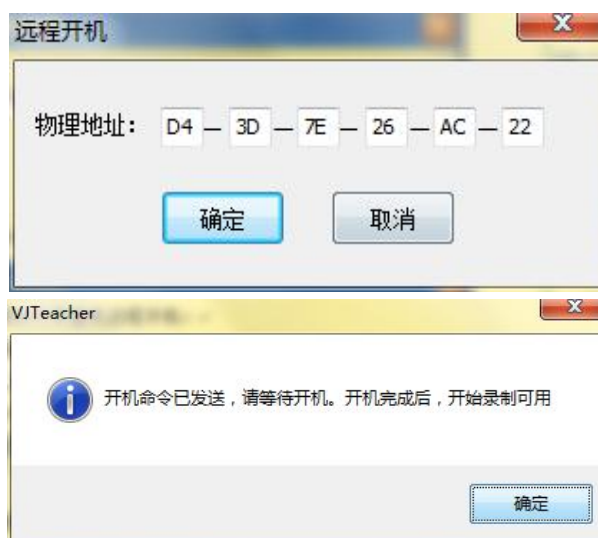 远程开机
物理地址: D4 — 3D — 7E — 26 — AC — 22
确定 取消
VJTeacher
开机命令已发送，请等待开机。开机完成后，开始录制可用
确定